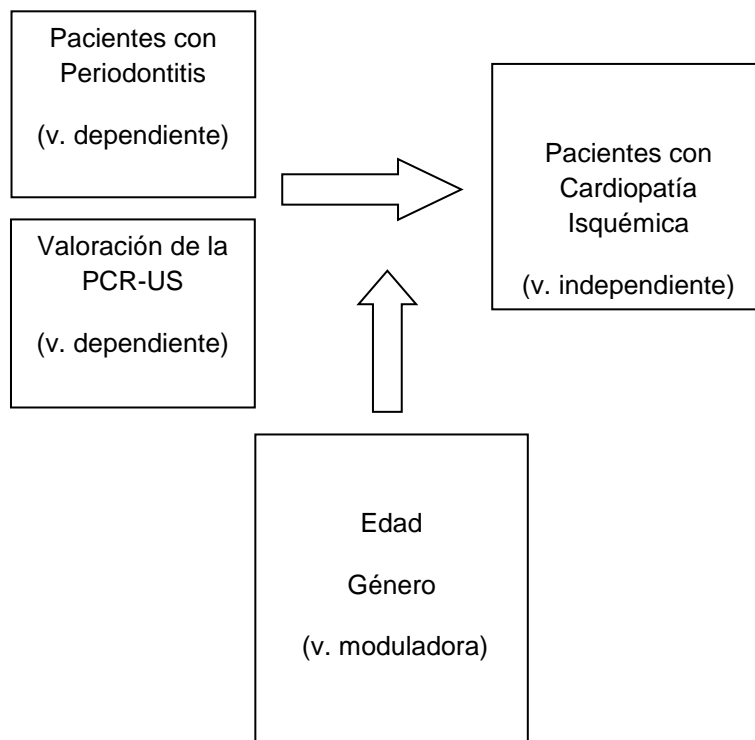 Pacientes con
Periodontitis
(v. dependiente)
Valoración de la
PCR-US
(v. dependiente)
Pacientes con
Cardiopatía
Isquémica
(v. independiente)
Edad
Género
(v. moduladora)